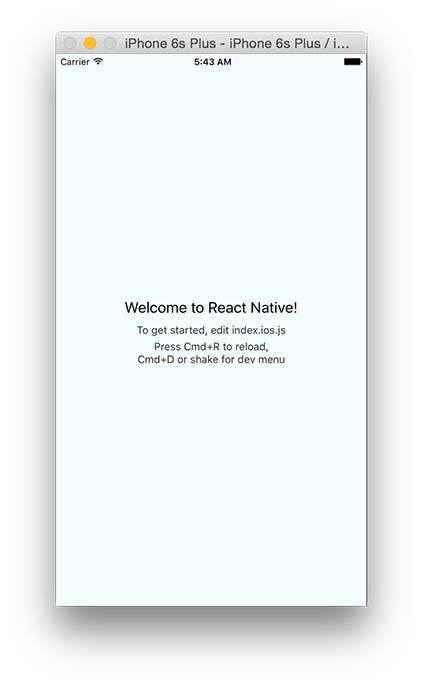 iPhone 6s Plus - iPhone 6s Plus / i...
Carrier 5:43 AM
Welcome to React Native!
To get started, edit index.ios.js
Press Cmd+R to reload,
Cmd+D or shake for dev menu